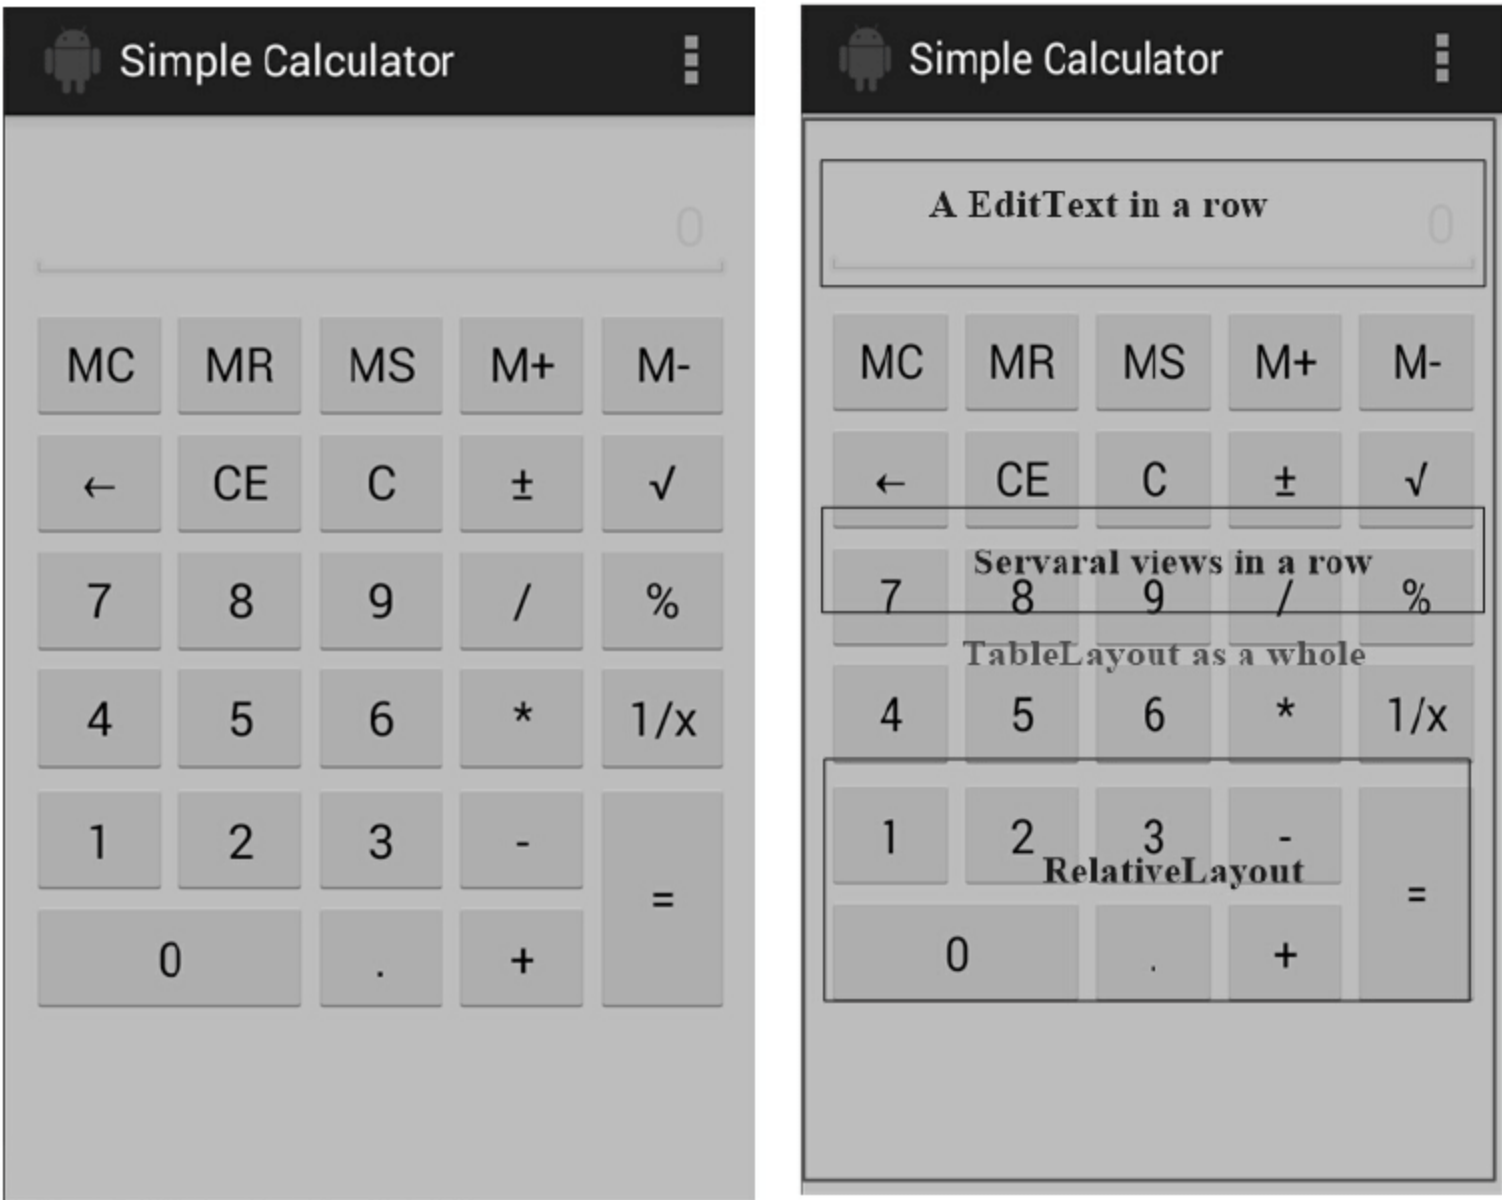 Simple Calculator
0
MC MR MS M+ M-
← CE C ± √
7 8 9 / %
4 5 6 * 1/x
1 2 3 -
=
0 . +
Simple Calculator
A EditText in a row
0
MC MR MS M+ M-
← CE C ± √
Servaral views in a row
7 8 9 / %
TableLayout as a whole
4 5 6 * 1/x
1 2 3 -
RelativeLayout
=
0 . +